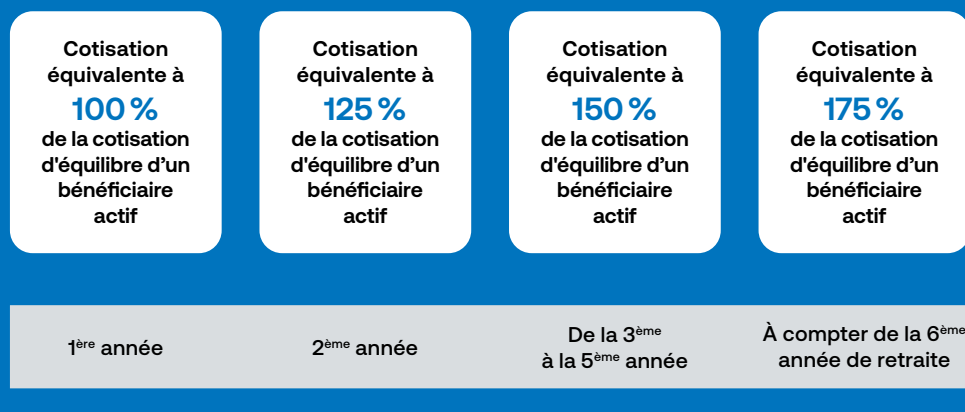 Cotisation
équivalente à
100 %
de la cotisation
d'équilibre d’un
bénéficiaire
actif
Cotisation
équivalente à
125 %
de la cotisation
d'équilibre d’un
bénéficiaire
actif
Cotisation
équivalente à
150 %
de la cotisation
d'équilibre d’un
bénéficiaire
actif
Cotisation
équivalente à
175 %
de la cotisation
d'équilibre d’un
bénéficiaire
actif
1ère année
2ème année
De la 3ème
à la 5ème année
À compter de la 6ème
année de retraite